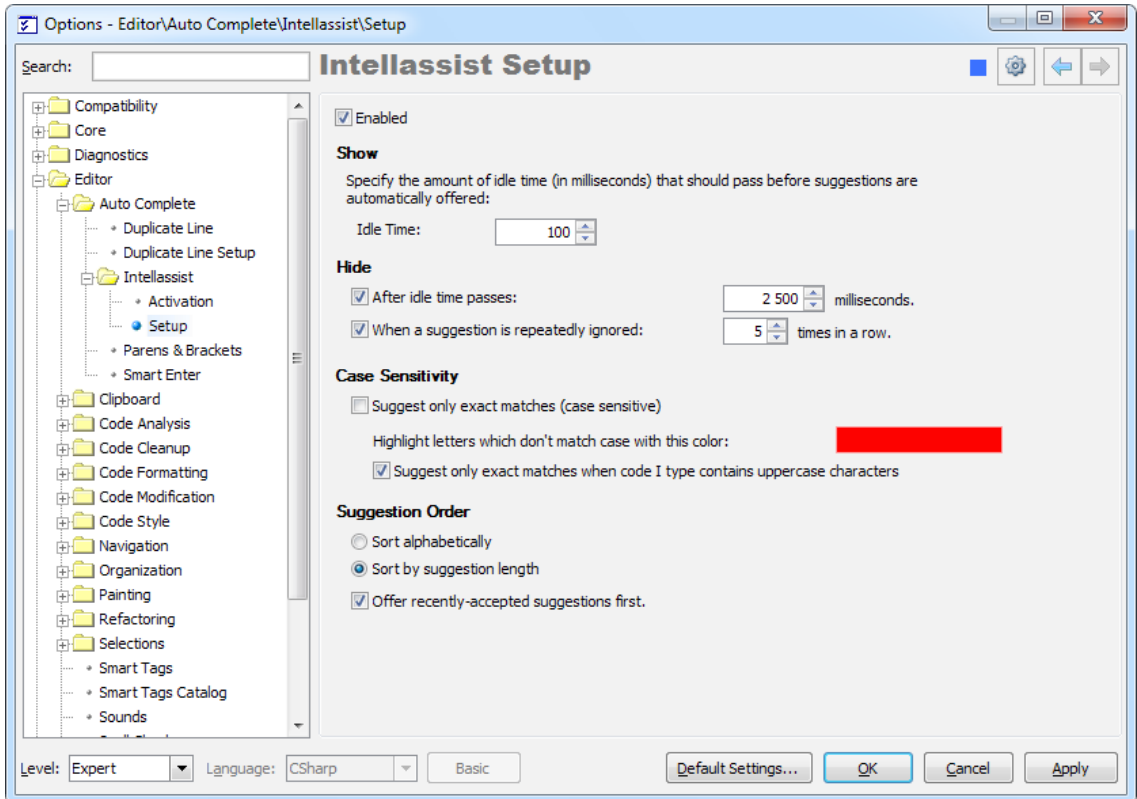 Options - Editor\Auto Complete\Intellassist\Setup
Search:
Intellassist Setup
Compatibility
Core
Diagnostics
Editor
Auto Complete
Duplicate Line
Duplicate Line Setup
Intellassist
Activation
Setup
Parens & Brackets
Smart Enter
Clipboard
Code Analysis
Code Cleanup
Code Formatting
Code Modification
Code Style
Navigation
Organization
Painting
Refactoring
Selections
Smart Tags
Smart Tags Catalog
Sounds
Enabled
Show
Specify the amount of idle time (in milliseconds) that should pass before suggestions are
automatically offered:
Idle Time: 100
Hide
After idle time passes: 2 500 milliseconds.
When a suggestion is repeatedly ignored: 5 times in a row.
Case Sensitivity
Suggest only exact matches (case sensitive)
Highlight letters which don't match case with this color:
Suggest only exact matches when code I type contains uppercase characters
Suggestion Order
Sort alphabetically
Sort by suggestion length
Offer recently-accepted suggestions first.
Level: Expert Language: CSharp Basic Default Settings... OK Cancel Apply